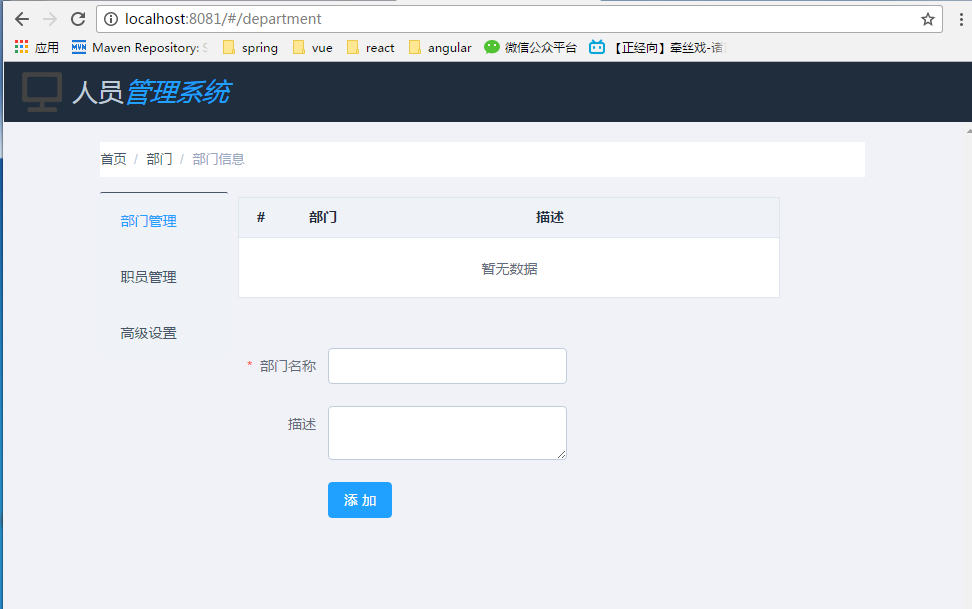 localhost:8081/#/department
应用 Maven Repository: spring vue react angular 微信公众平台 【正经向】牵丝戏-
人员管理系统
首页 / 部门 / 部门信息
部门管理
# 部门 描述
暂无数据
职员管理
高级设置
* 部门名称
描述
添 加